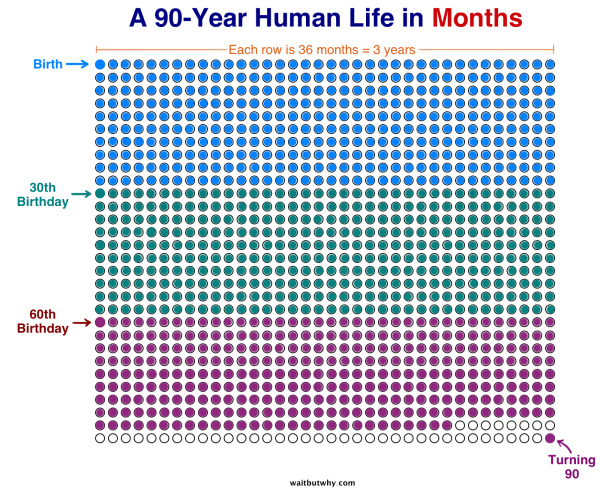 A 90-Year Human Life in Months
Each row is 36 months = 3 years
Birth
30th
Birthday
60th
Birthday
Turning
90
waitbutwhy.com